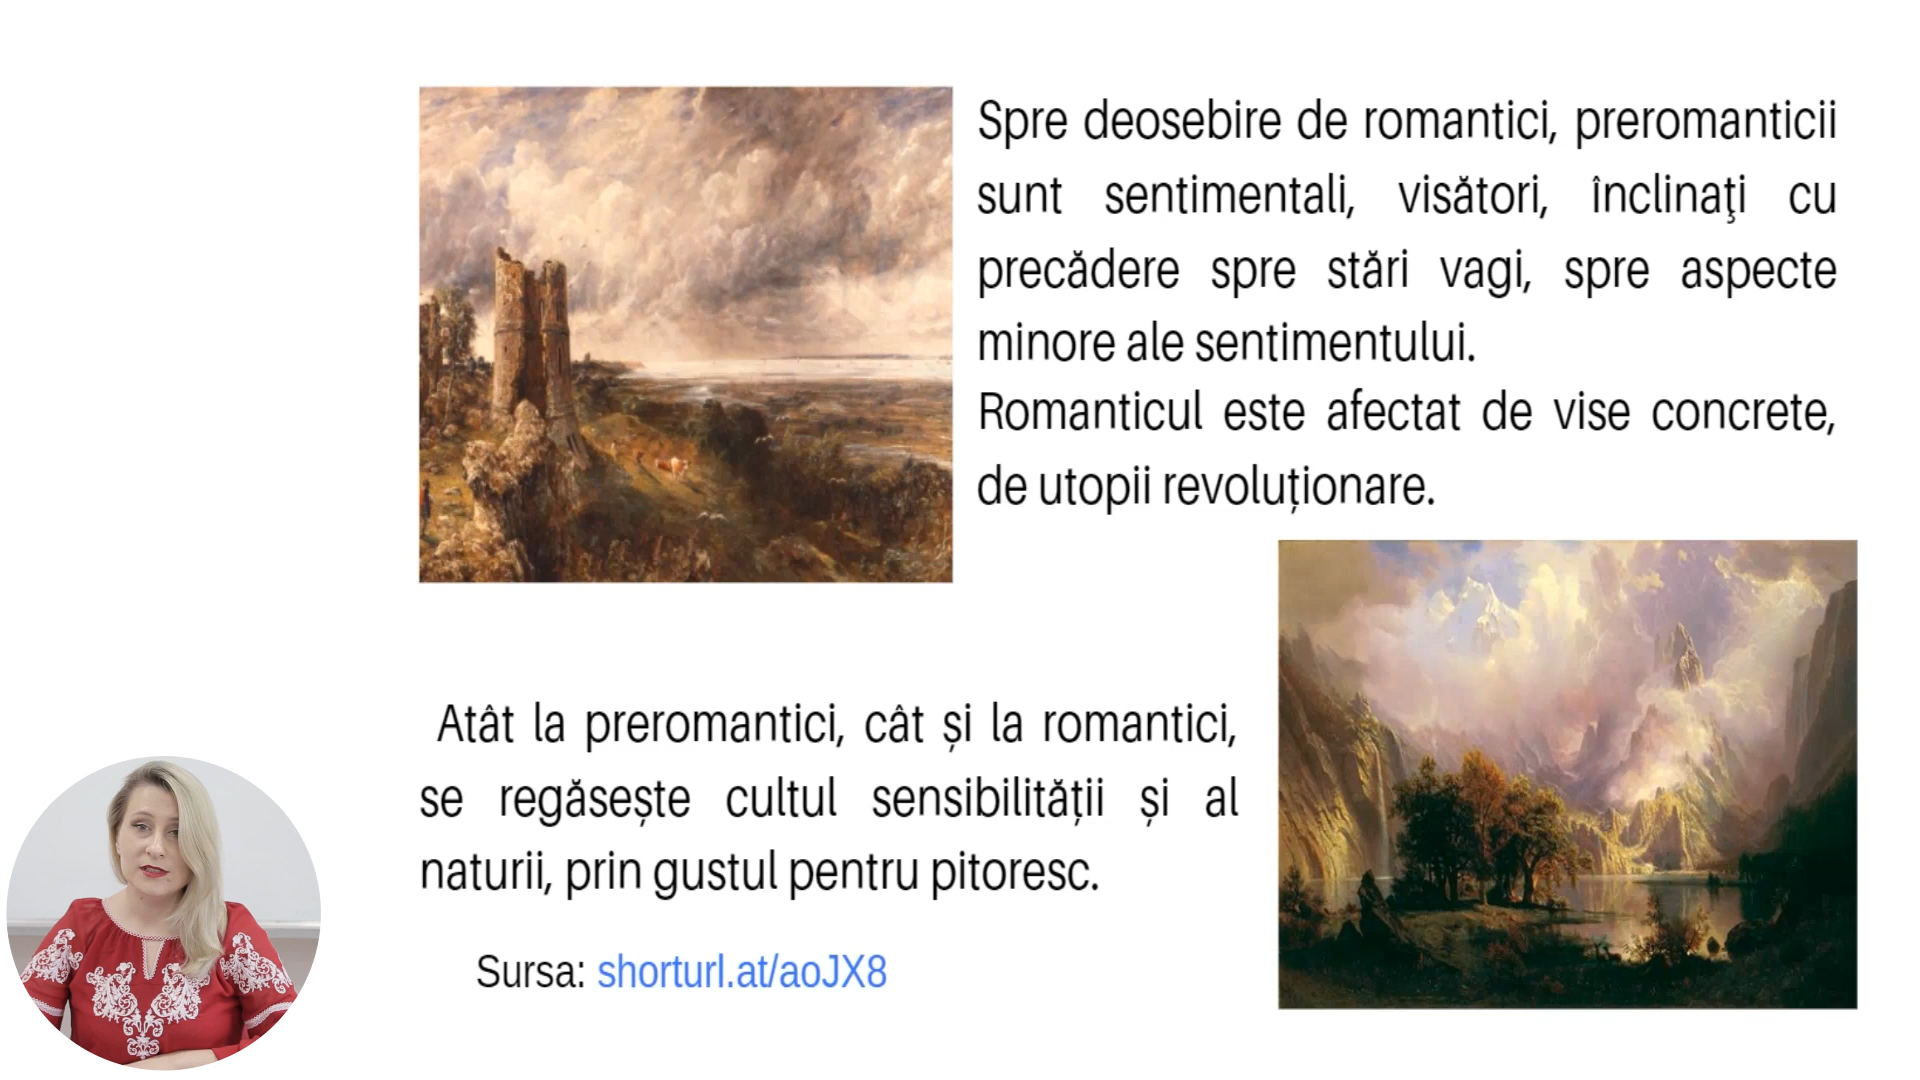 Spre deosebire de romantici, preromanticii
sunt sentimentali, visători, înclinaţi cu
precădere spre stări vagi, spre aspecte
minore ale sentimentului.
Romanticul este afectat de vise concrete,
de utopii revoluționare.
Atât la preromantici, cât și la romantici,
se regăsește cultul sensibilității și al
naturii, prin gustul pentru pitoresc.
Sursa: shorturl.at/aoJX8